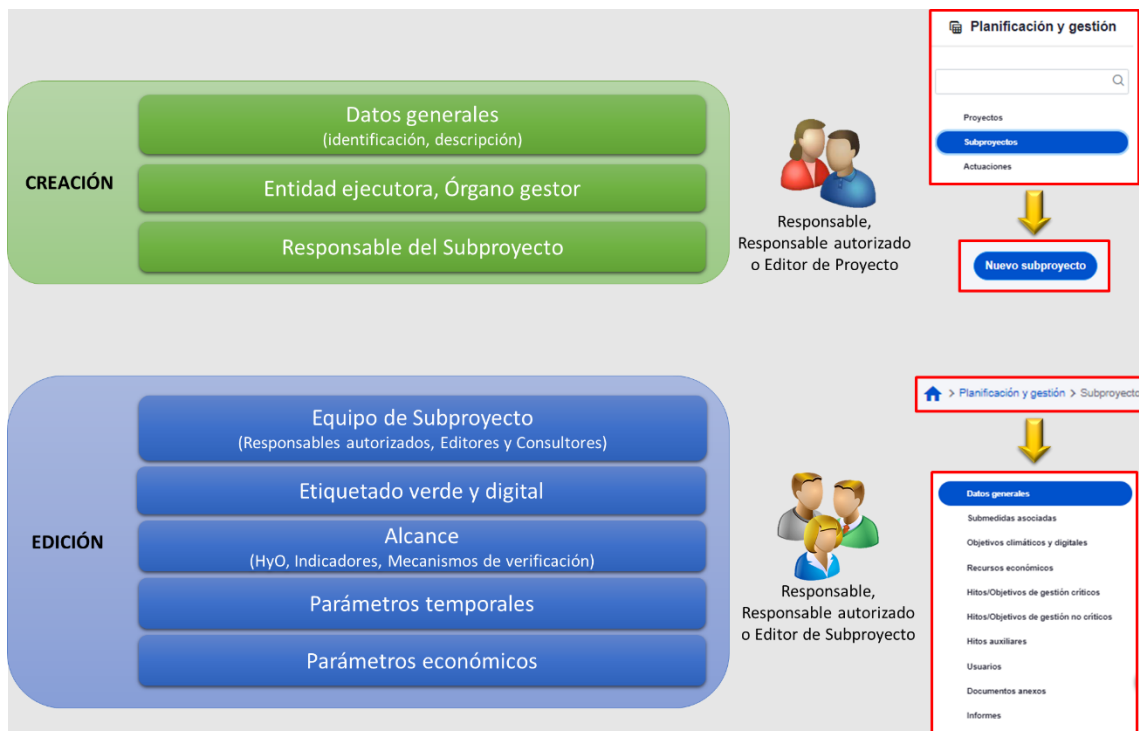 CREACIÓN
Datos generales
(identificación, descripción)
Entidad ejecutora, Órgano gestor
Responsable del Subproyecto
Responsable,
Responsable autorizado
o Editor de Proyecto
Planificación y gestión
Proyectos
Subproyectos
Actuaciones
Nuevo subproyecto
EDICIÓN
Equipo de Subproyecto
(Responsables autorizados, Editores y Consultores)
Etiquetado verde y digital
Alcance
(HyO, Indicadores, Mecanismos de verificación)
Parámetros temporales
Parámetros económicos
Responsable,
Responsable autorizado
o Editor de Subproyecto
> Planificación y gestión > Subproyecto
Datos generales
Submedidas asociadas
Objetivos climáticos y digitales
Recursos económicos
Hitos/Objetivos de gestión críticos
Hitos/Objetivos de gestión no críticos
Hitos auxiliares
Usuarios
Documentos anexos
Informes